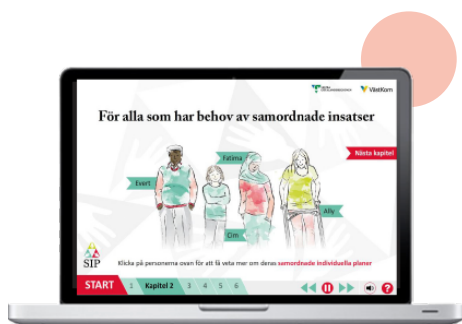 VästKom
För alla som har behov av samordnade insatser
Nästa kapitel
Fatima
Evert
Ally
Cim
SIP
Klicka på personerna ovan för att få veta mer om deras samordnade individuella planer
START 1 Kapitel 2 3 4 5 6